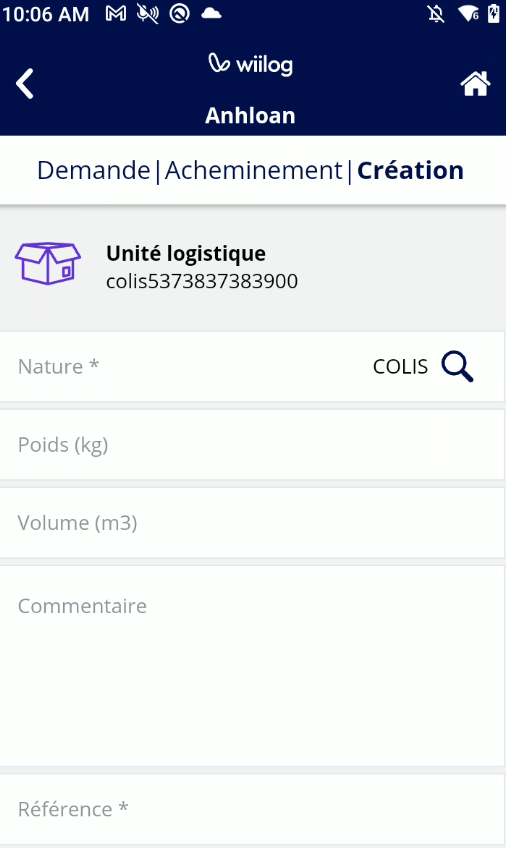 10:06 AM
wiilog
Anhloan
Demande|Acheminement|Création
Unité logistique
colis5373837383900
Nature * COLIS
Poids (kg)
Volume (m3)
Commentaire
Référence *